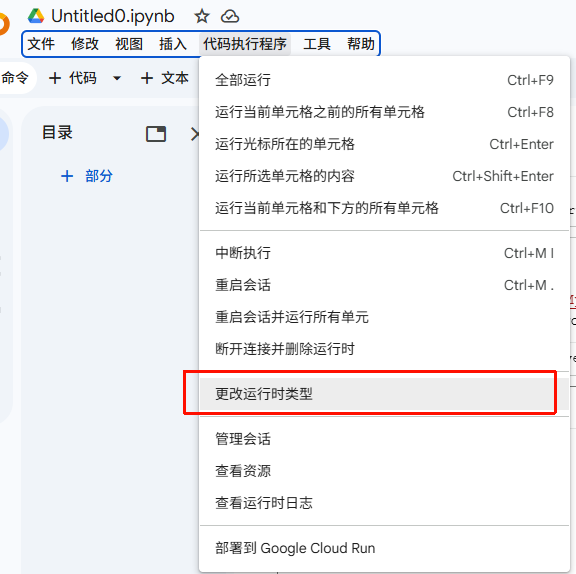 Untitled0.ipynb
文件 修改 视图 插入 代码执行程序 工具 帮助
命令 + 代码 + 文本
目录
+ 部分
全部运行 Ctrl+F9
运行当前单元格之前的所有单元格 Ctrl+F8
运行光标所在的单元格 Ctrl+Enter
运行所选单元格的内容 Ctrl+Shift+Enter
运行当前单元格和下方的所有单元格 Ctrl+F10
中断执行 Ctrl+M I
重启会话 Ctrl+M .
重启会话并运行所有单元
断开连接并删除运行时
更改运行时类型
管理会话
查看资源
查看运行时日志
部署到 Google Cloud Run